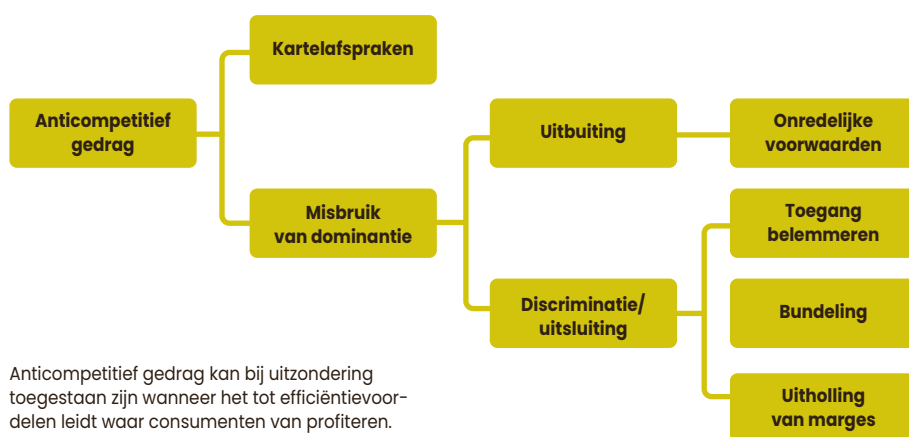 Kartelafspraken
Anticompetitief
gedrag
Uitbuiting
Onredelijke
voorwaarden
Misbruik
van dominantie
Toegang
belemmeren
Discriminatie/
uitsluiting
Bundeling
Uitholling
van marges
Anticompetitief gedrag kan bij uitzondering
toegestaan zijn wanneer het tot efficiëntievoor-
delen leidt waar consumenten van profiteren.